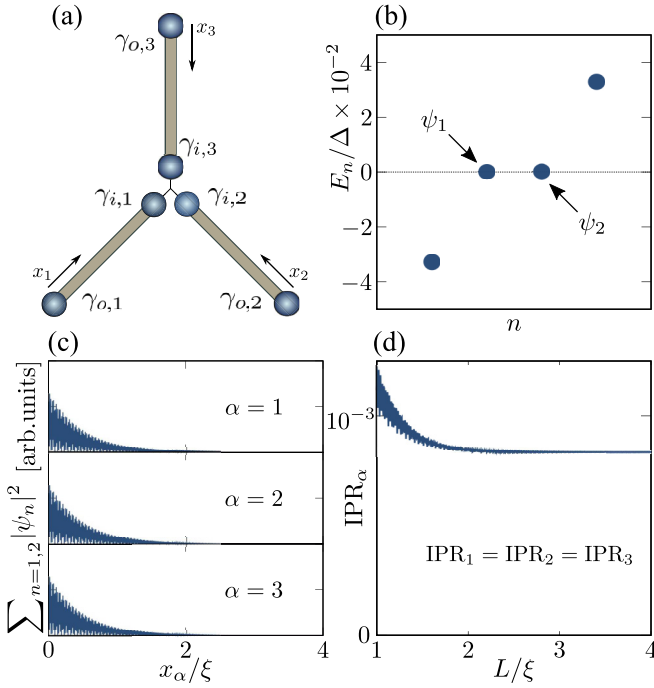 (a)
γ_{o,3}
x_3
γ_{i,3}
γ_{i,1}
γ_{i,2}
x_1
x_2
γ_{o,1}
γ_{o,2}
(b)
E_n/Δ × 10^{-2}
4
2
0
−2
−4
ψ_1
ψ_2
n
(c)
∑_{n=1,2}|ψ_n|^2 [arb.units]
α = 1
α = 2
α = 3
0
2
4
x_α/ξ
(d)
IPR_α
10^{-3}
0
IPR_1 = IPR_2 = IPR_3
1
2
3
4
L/ξ